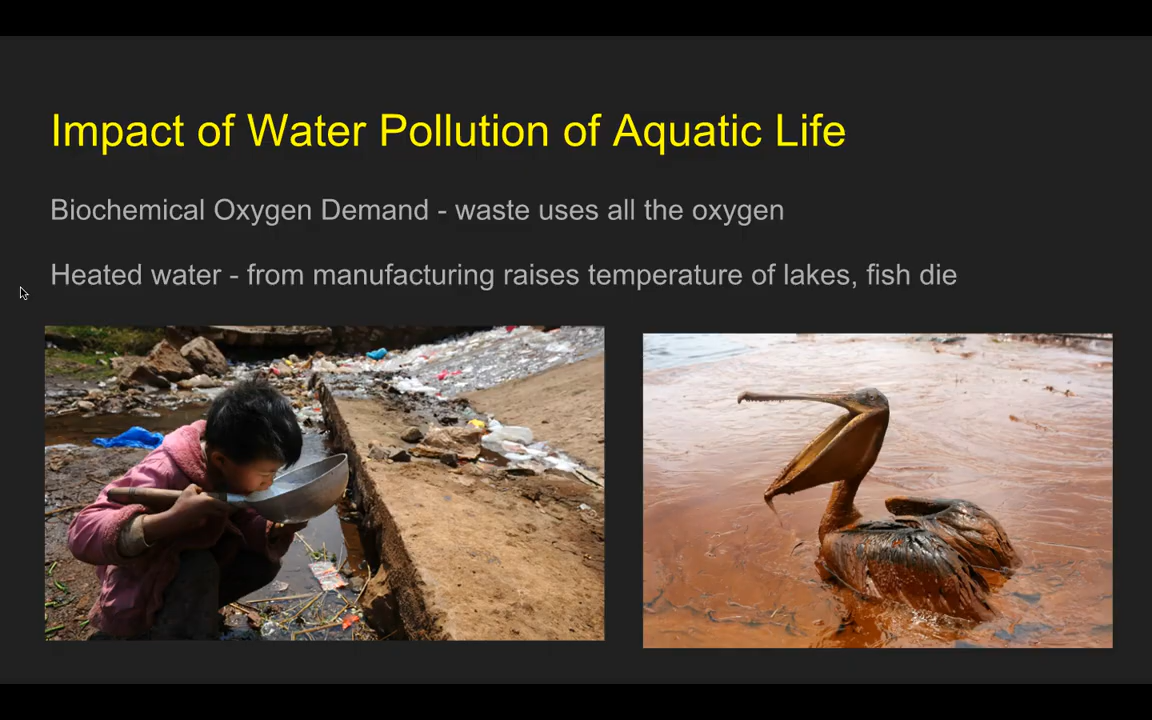 Impact of Water Pollution of Aquatic Life
Biochemical Oxygen Demand - waste uses all the oxygen
Heated water - from manufacturing raises temperature of lakes, fish die